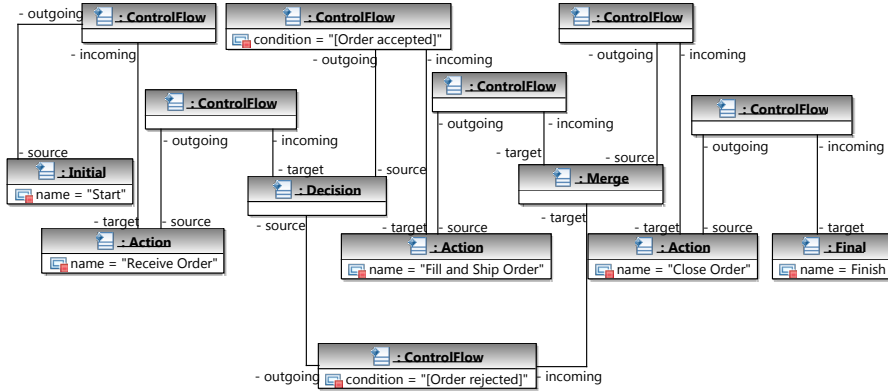 - outgoing
: ControlFlow
- incoming
: ControlFlow
condition = "[Order accepted]"
- outgoing
- incoming
: ControlFlow
- outgoing
- incoming
: ControlFlow
- outgoing
- incoming
: ControlFlow
- outgoing
- incoming
: ControlFlow
- outgoing
- incoming
- source
: Initial
name = "Start"
- target
: Decision
- source
- source
- target
: Merge
- source
- target
- target
- source
: Action
name = "Receive Order"
- target
- source
: Action
name = "Fill and Ship Order"
- target
- source
: Action
name = "Close Order"
- target
: Final
name = Finish
- outgoing
: ControlFlow
condition = "[Order rejected]"
- incoming